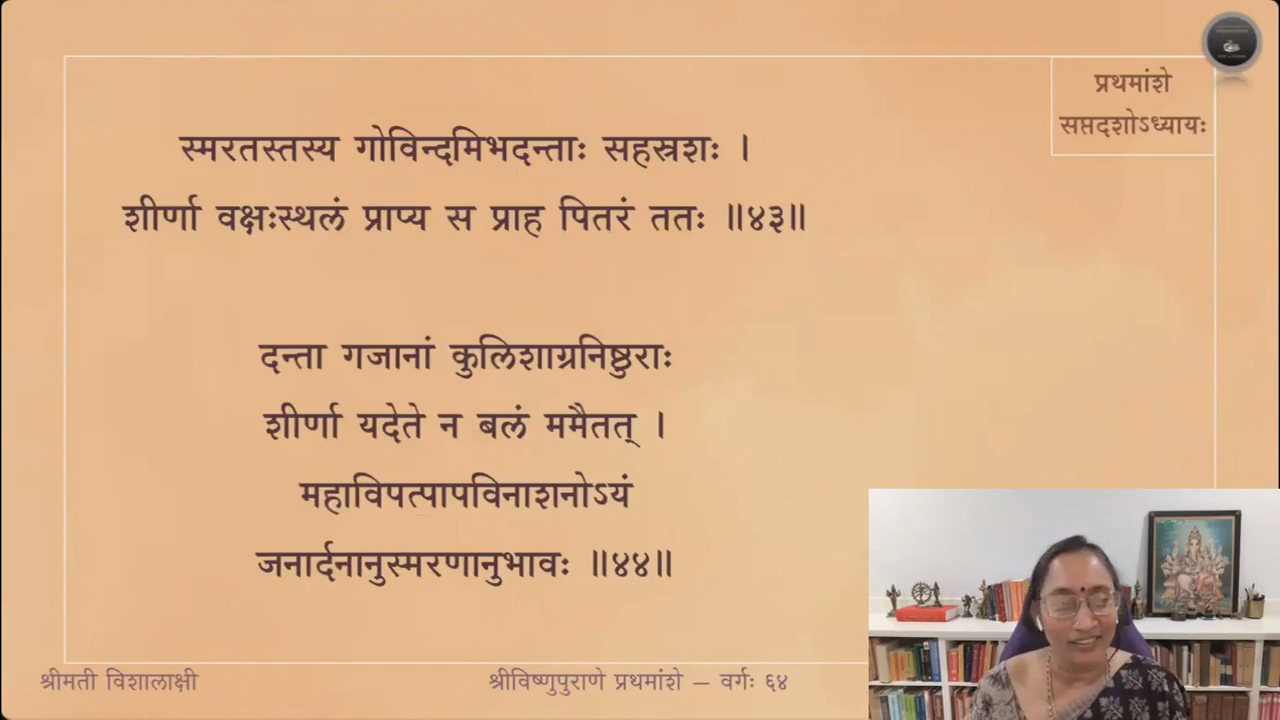 प्रथमांशे
सप्तदशोऽध्यायः
स्मरतस्तस्य गोविन्दमिभदन्ताः सहस्रशः ।
शीर्णा वक्षःस्थलं प्राप्य स प्राह पितरं ततः ॥४३॥
दन्ता गजानां कुलिशाग्रनिष्ठुराः
शीर्णा यदेते न बलं ममैतत् ।
महाविपत्पापविनाशनोऽयं
जनार्दनानुस्मरणानुभावः ॥४४॥
श्रीमती विशालाक्षी
श्रीविष्णुपुराणे प्रथमांशे – वर्गः ६४